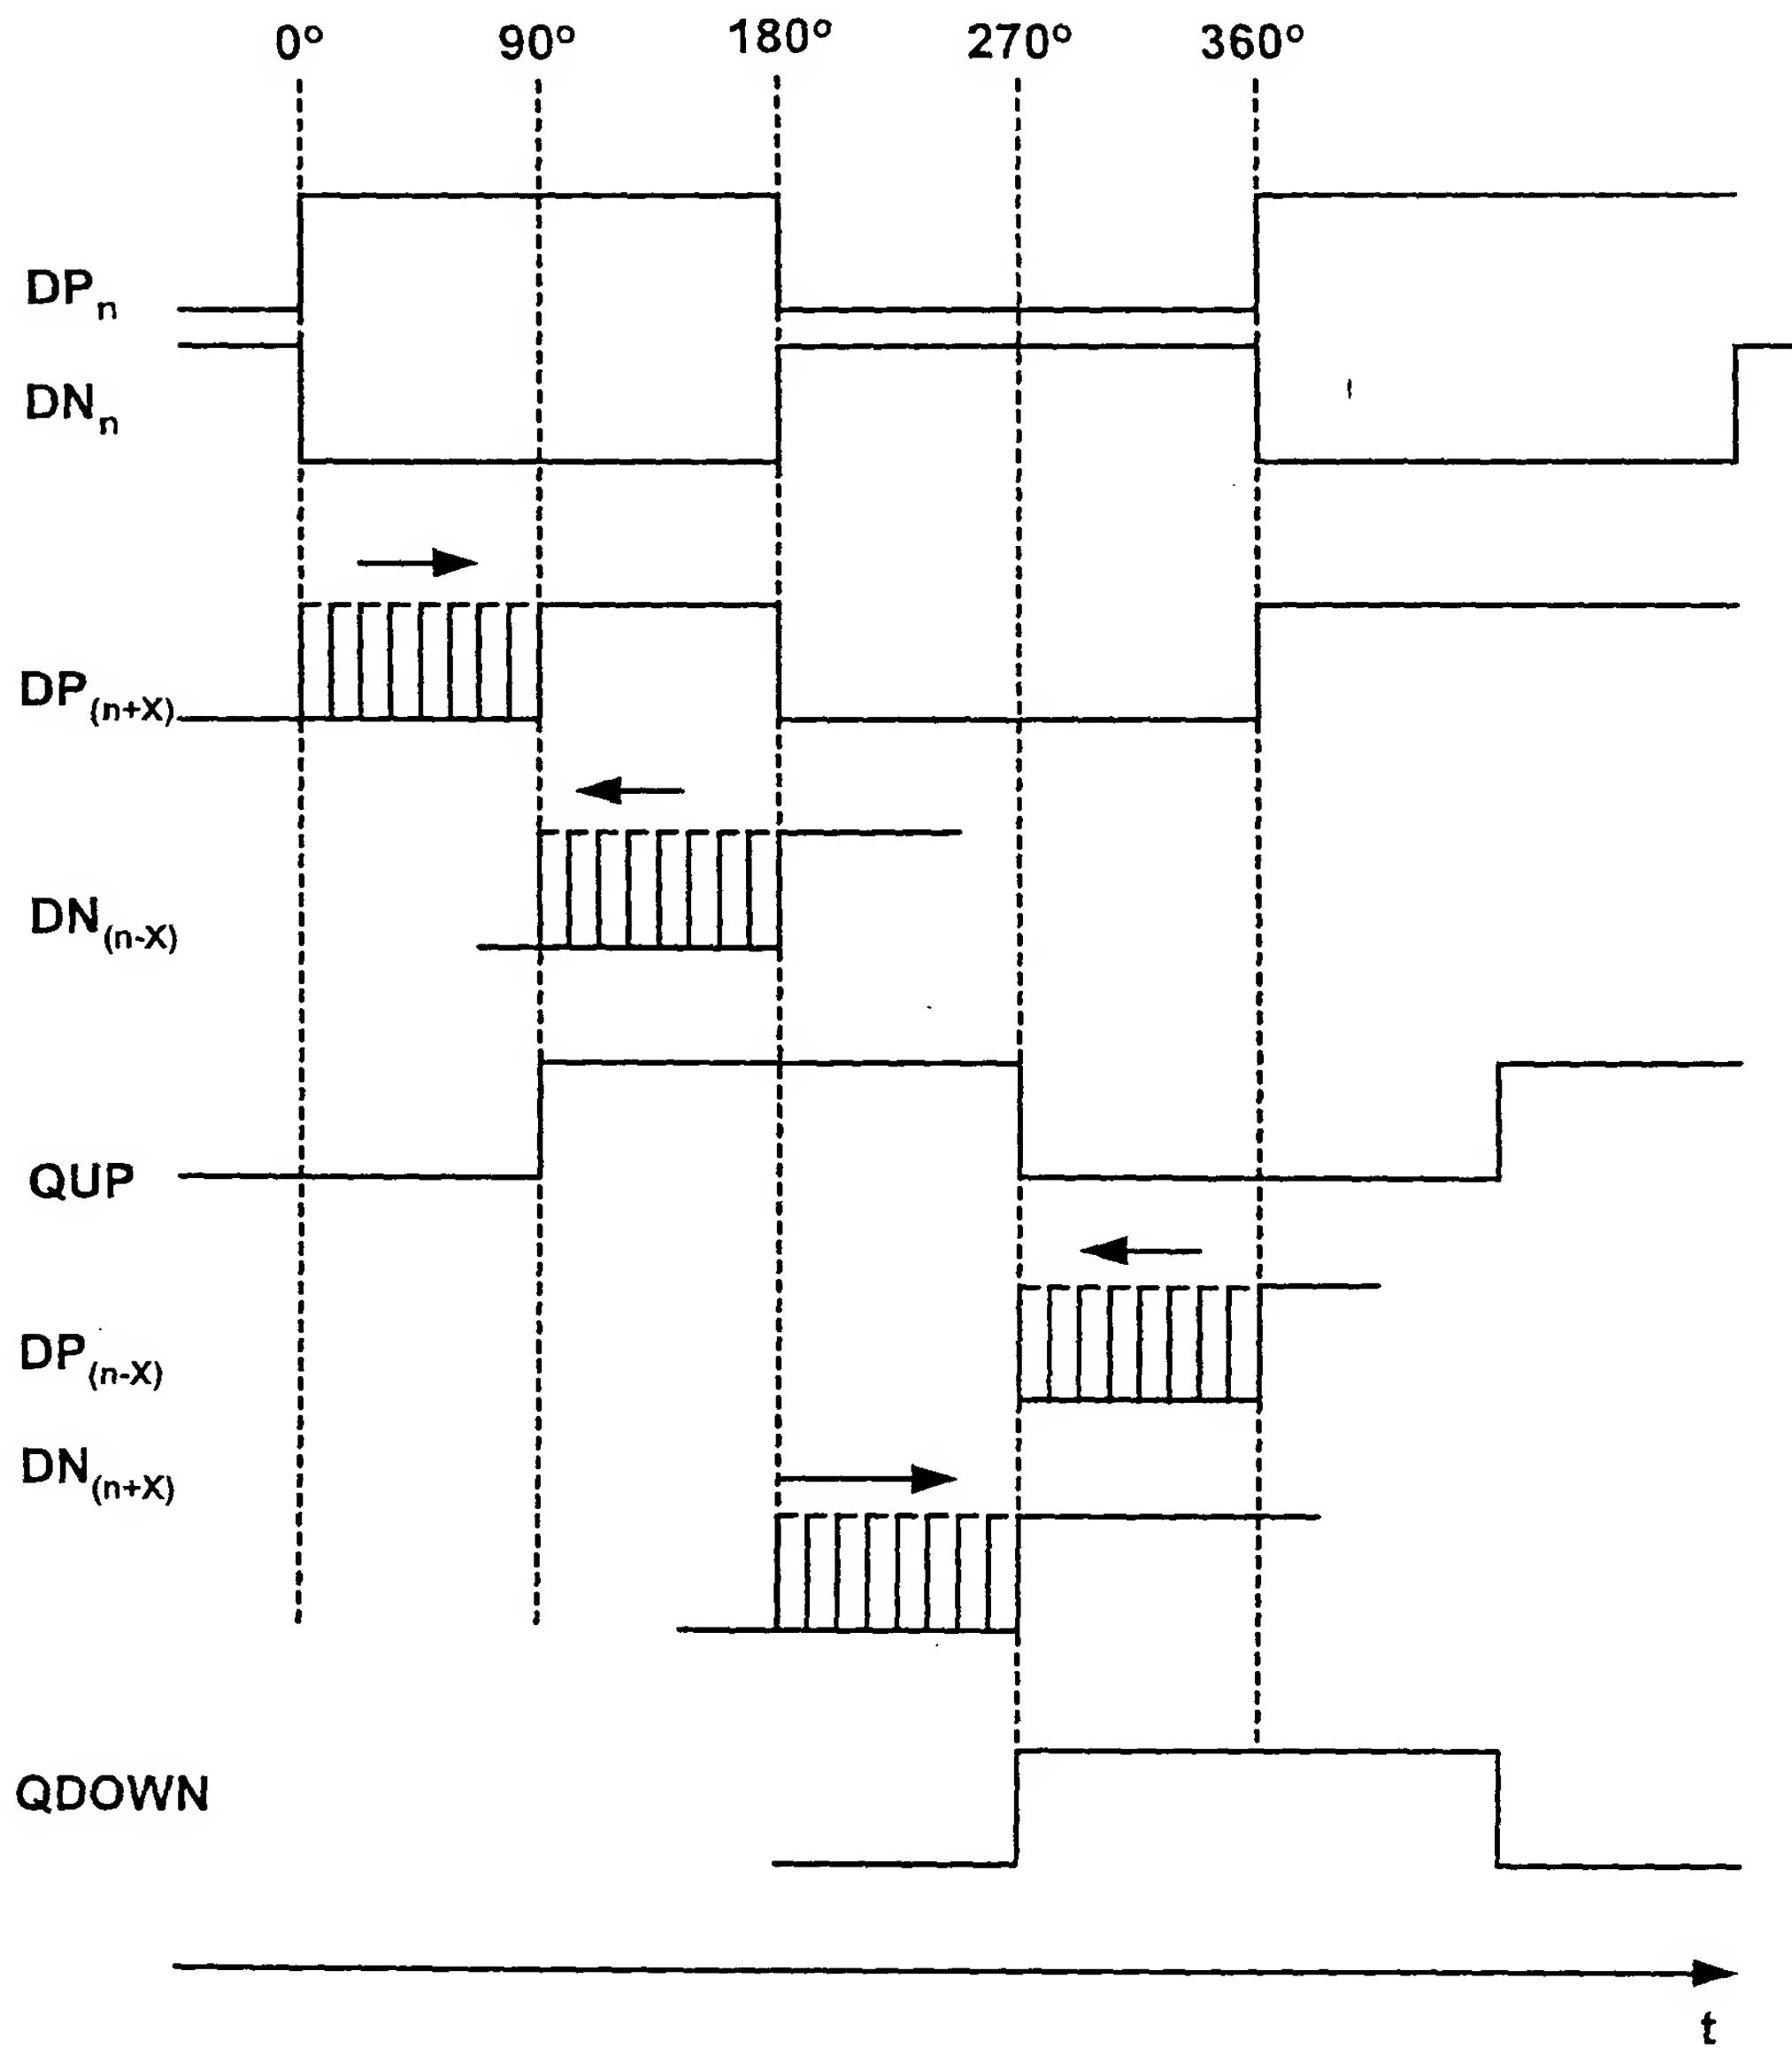 0° 90° 180° 270° 360°
DPn
DNn
DP(n+X)
DN(n-X)
QUP
DP(n-X)
DN(n+X)
QDOWN
t